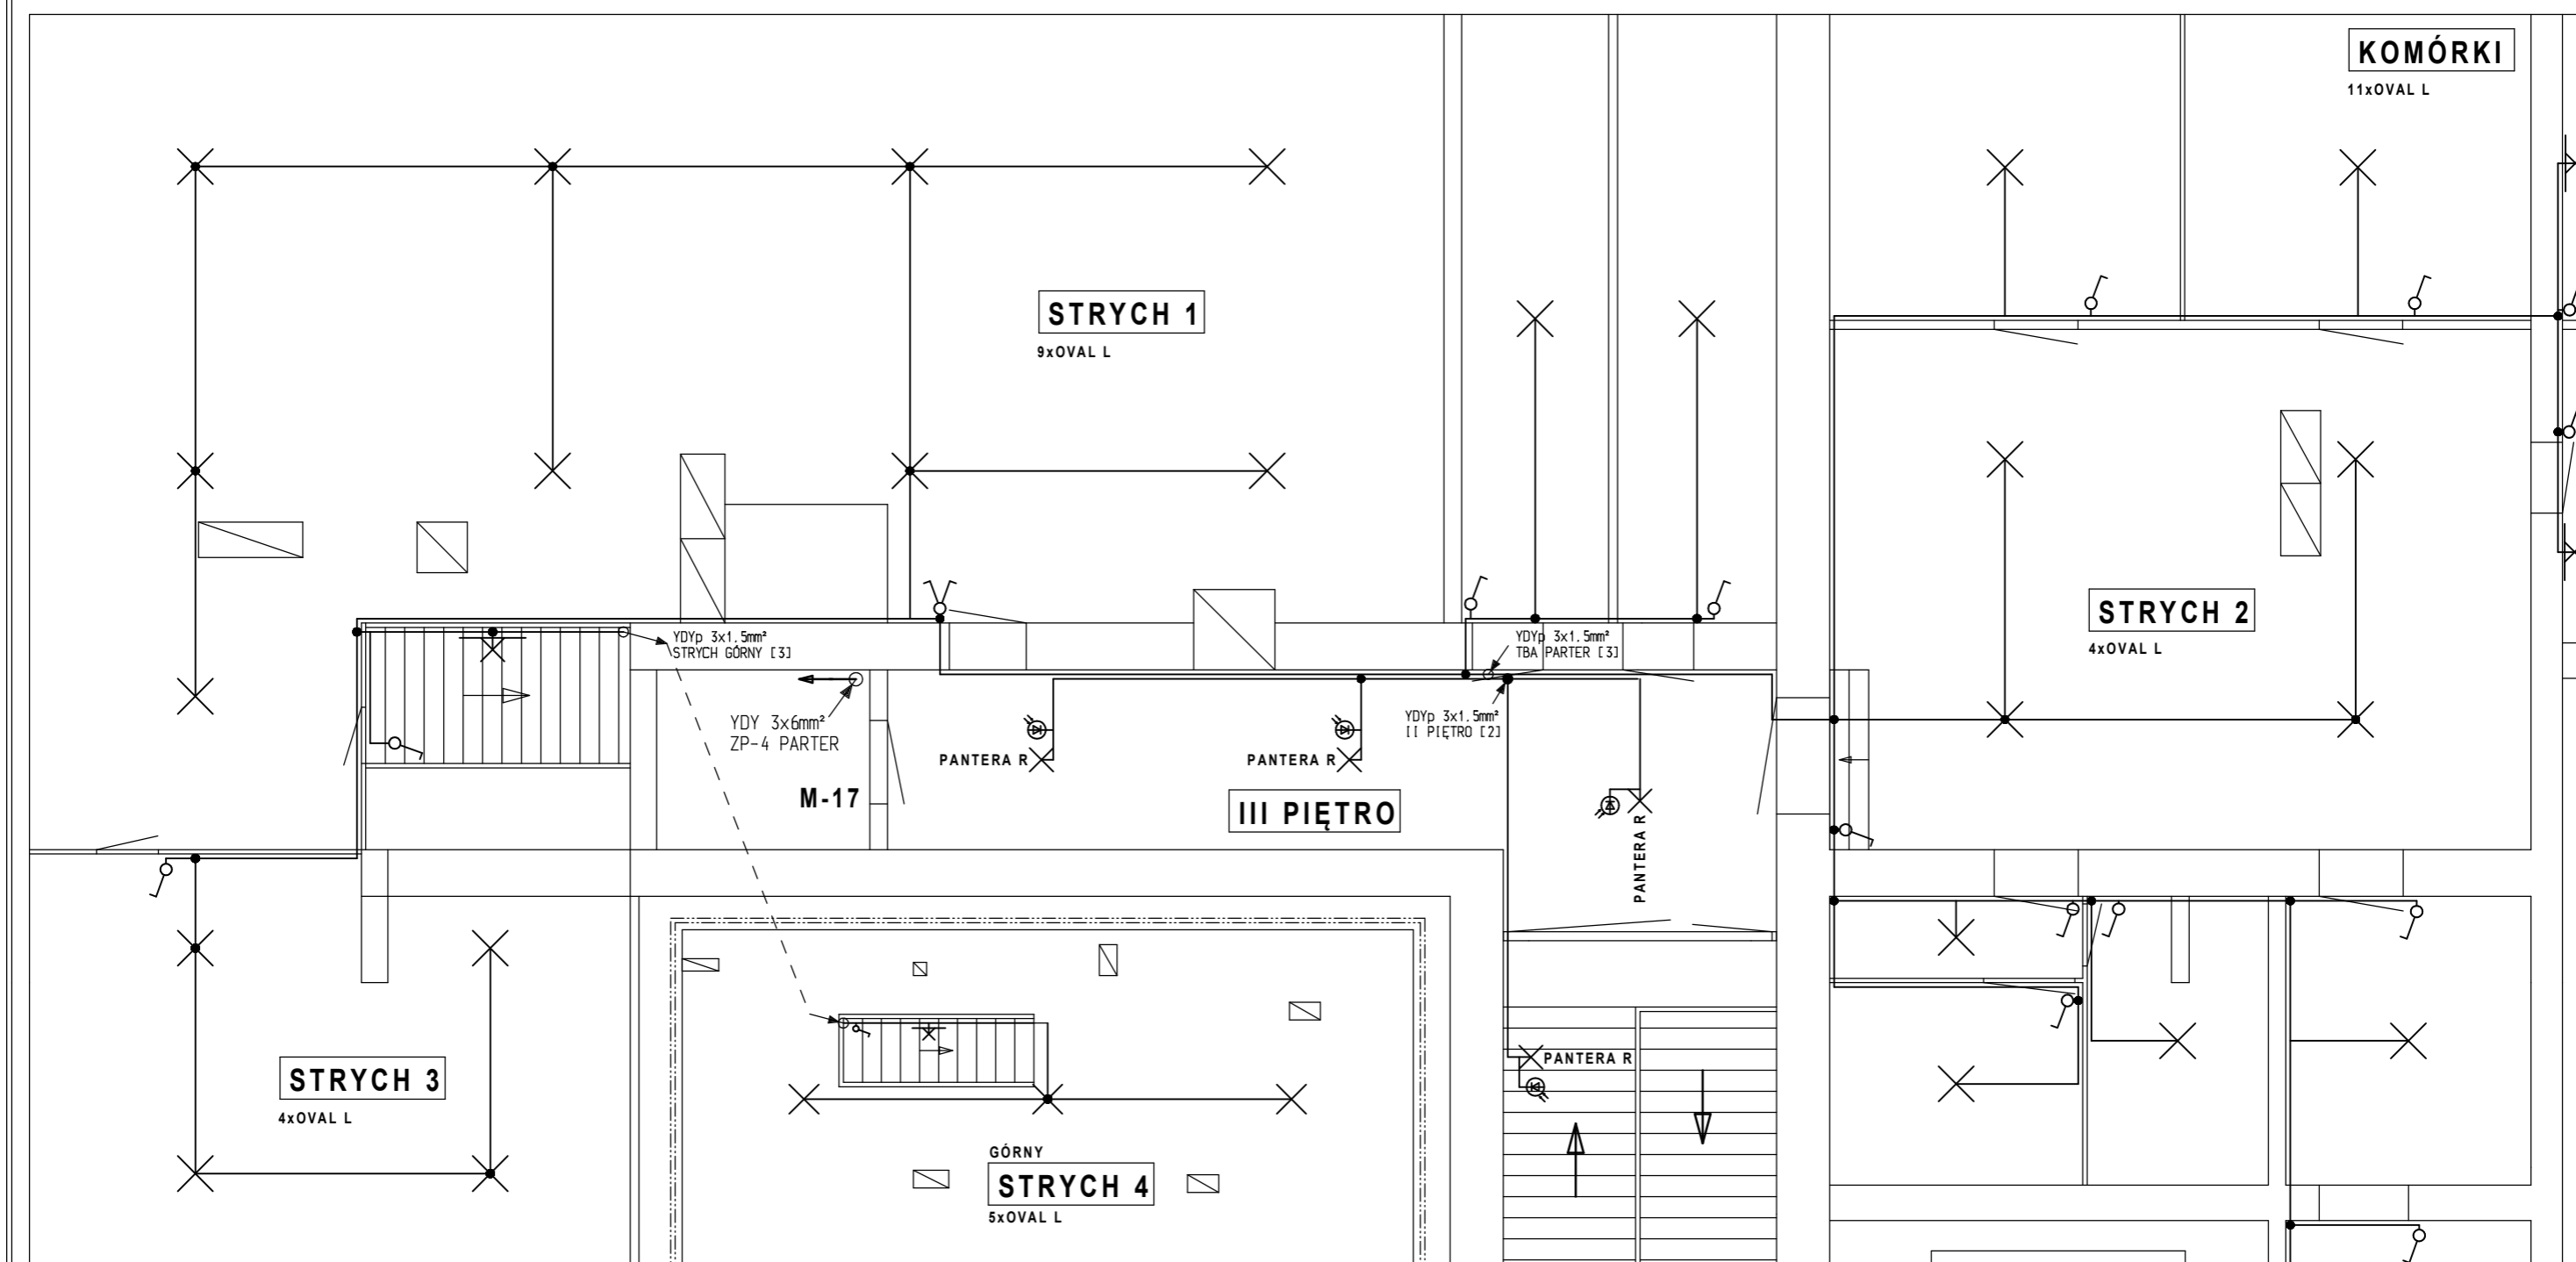 KOMÓRKI
11xOVAL L
STRYCH 1
9xOVAL L
STRYCH 2
4xOVAL L
YDYp 3x1.5mm²
STRYCH GÓRNY [3]
YDYp 3x1.5mm²
TBA PARTER [3]
YDY 3x6mm²
ZP-4 PARTER
YDYp 3x1.5mm²
II PIĘTRO [2]
PANTERA R
PANTERA R
M-17
III PIĘTRO
PANTERA R
STRYCH 3
4xOVAL L
PANTERA R
GÓRNY
STRYCH 4
5xOVAL L